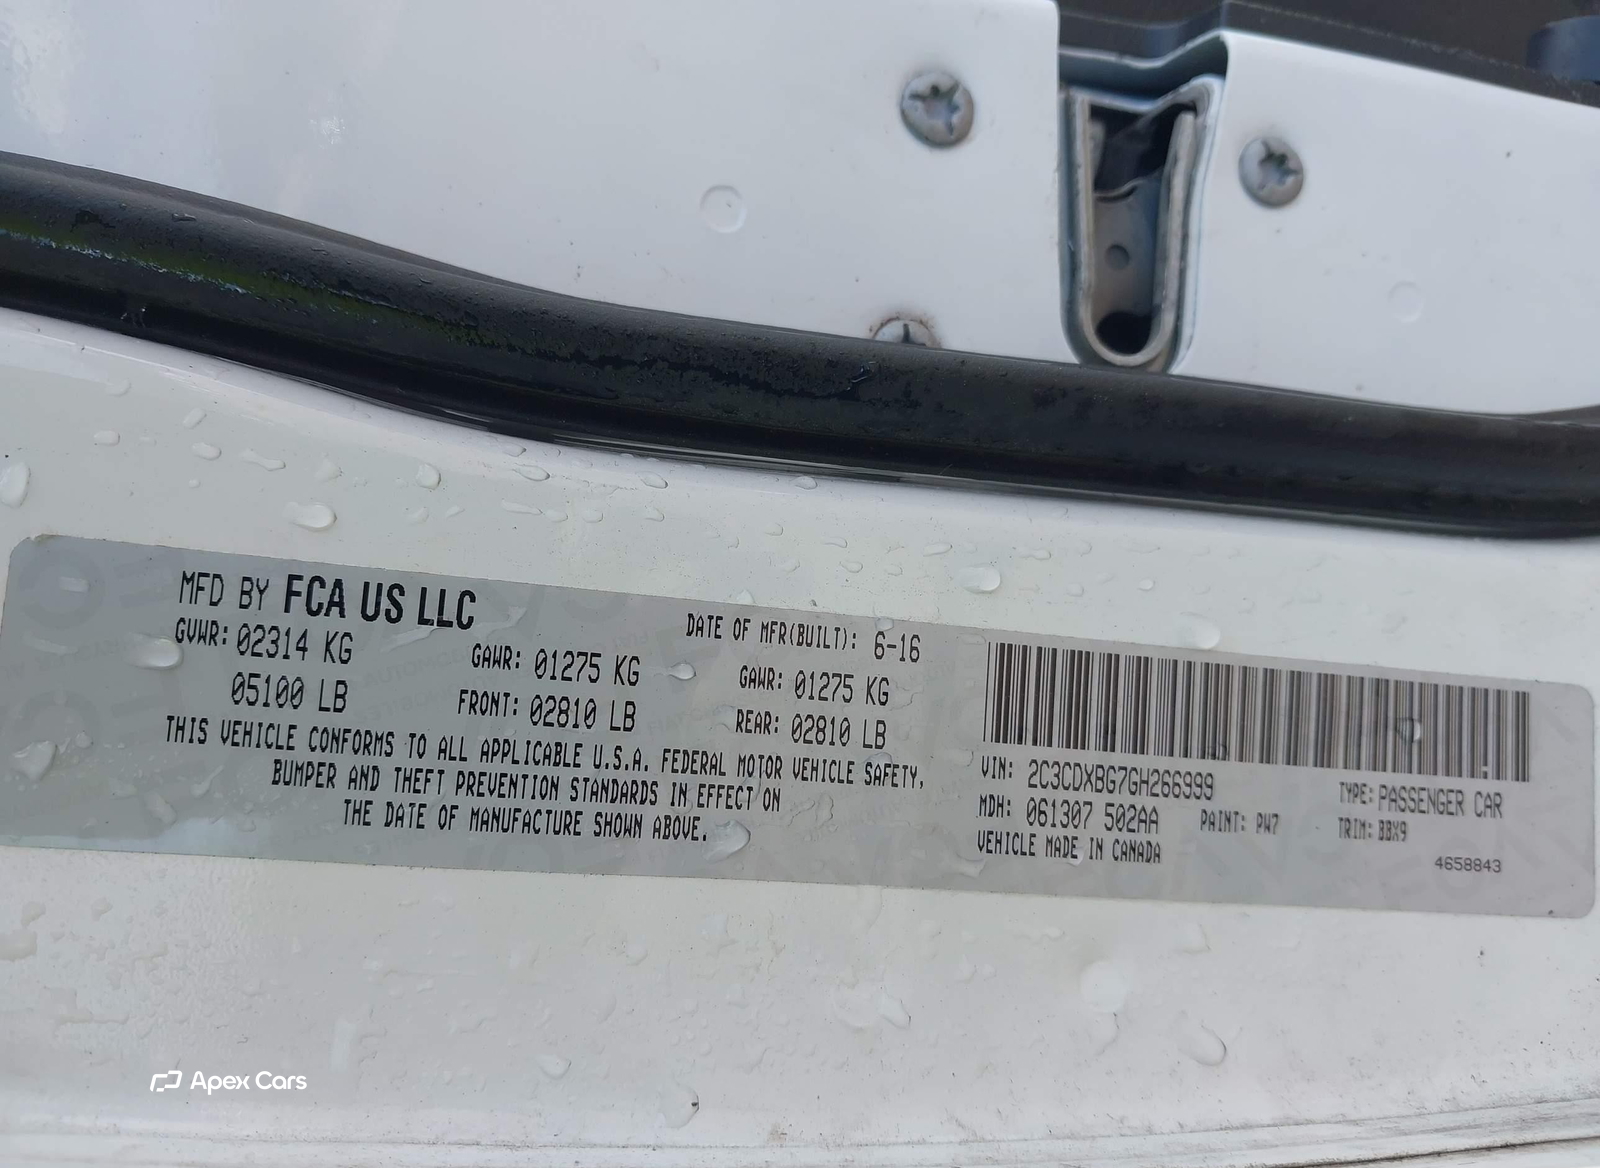 MFD BY FCA US LLC
DATE OF MFR(BUILT): 6-16
GVWR: 02314 KG GAWR: 01275 KG GAWR: 01275 KG
05100 LB FRONT: 02810 LB REAR: 02810 LB
THIS VEHICLE CONFORMS TO ALL APPLICABLE U.S.A. FEDERAL MOTOR VEHICLE SAFETY,
BUMPER AND THEFT PREVENTION STANDARDS IN EFFECT ON
THE DATE OF MANUFACTURE SHOWN ABOVE.
VIN: 2C3CDXBG7GH266999 TYPE: PASSENGER CAR
MDH: 061307 502AA PAINT: PW7 TRIM: BBX9
VEHICLE MADE IN CANADA 4658843
Apex Cars